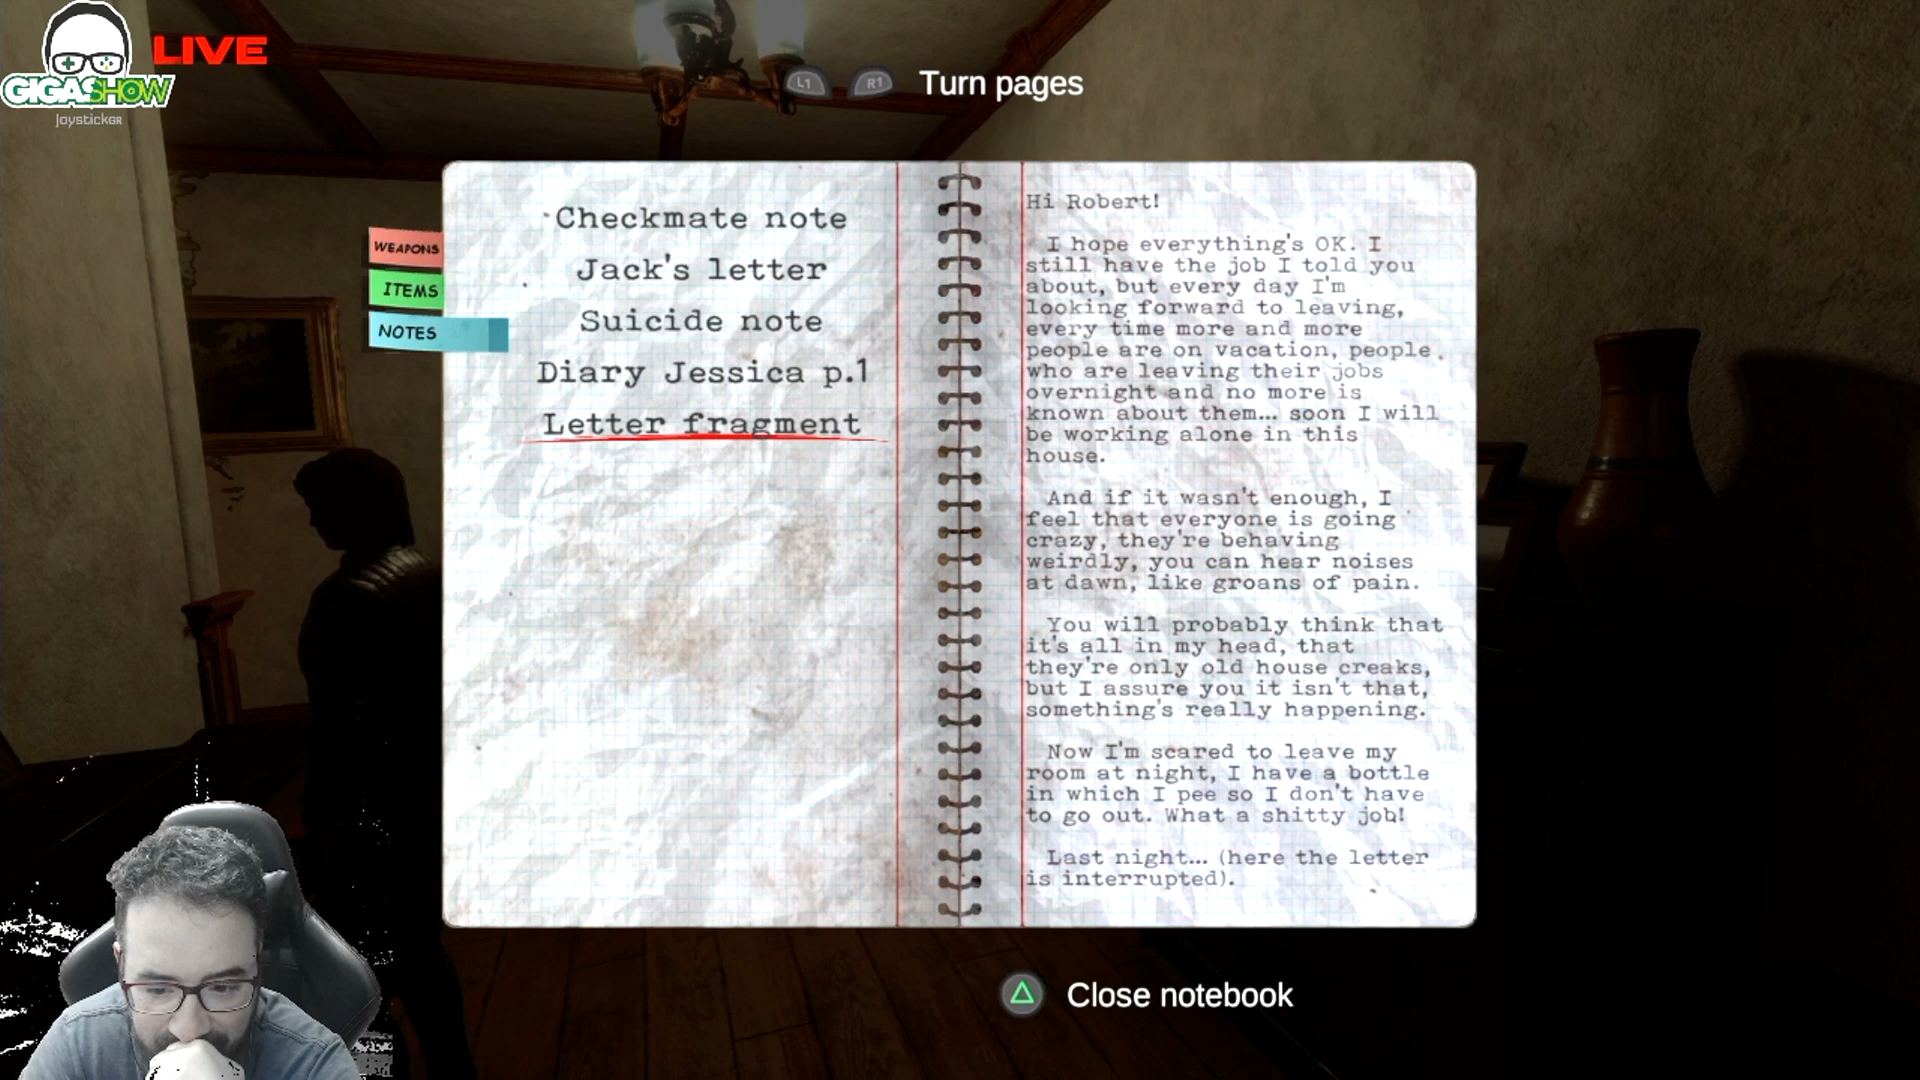 LIVE
GIGASHOW
JoystickGR
L1 R1 Turn pages
WEAPONS
ITEMS
NOTES
Checkmate note
Jack's letter
Suicide note
Diary Jessica p.1
Letter fragment
Hi Robert!
I hope everything's OK. I
still have the job I told you
about, but every day I'm
looking forward to leaving,
every time more and more
people are on vacation, people
who are leaving their jobs
overnight and no more is
known about them... soon I will
be working alone in this
house.
And if it wasn't enough, I
feel that everyone is going
crazy, they're behaving
weirdly, you can hear noises
at dawn, like groans of pain.
You will probably think that
it's all in my head, that
they're only old house creaks,
but I assure you it isn't that,
something's really happening.
Now I'm scared to leave my
room at night, I have a bottle
in which I pee so I don't have
to go out. What a shitty job!
Last night... (here the letter
is interrupted).
Close notebook